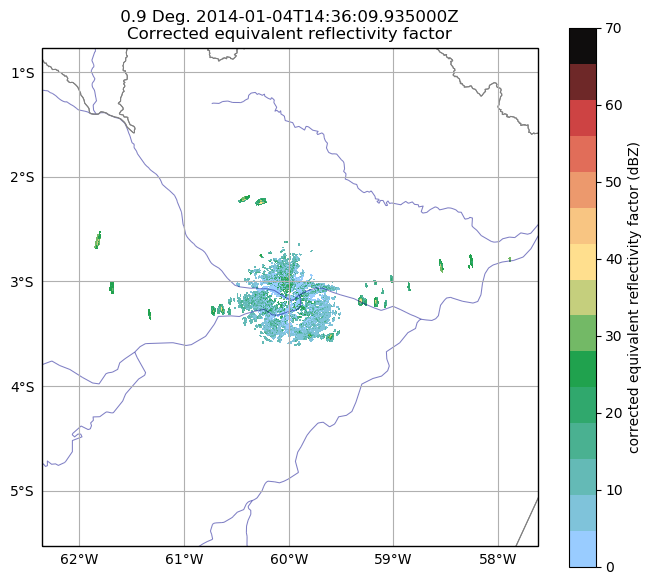 0.9 Deg. 2014-01-04T14:36:09.935000Z
Corrected equivalent reflectivity factor
1°S
2°S
3°S
4°S
5°S
62°W
61°W
60°W
59°W
58°W
70
60
50
40
30
20
10
0
corrected equivalent reflectivity factor (dBZ)